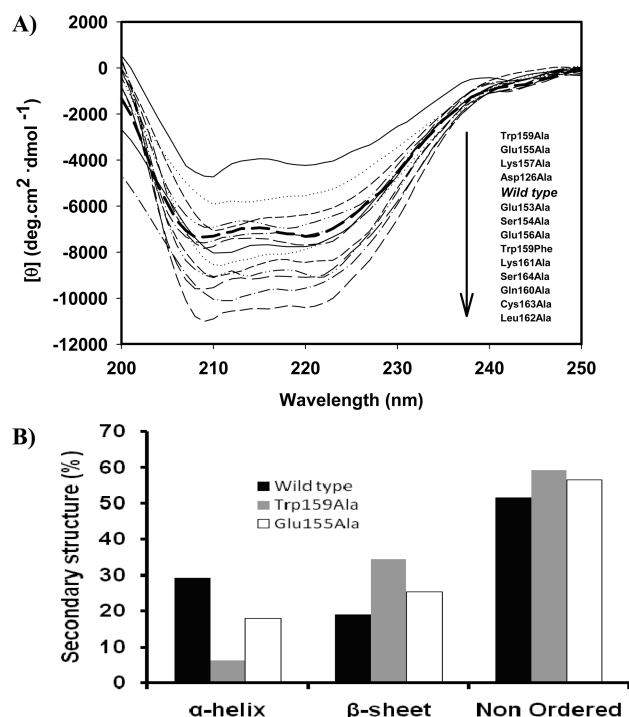 A)
2000
0
-2000
-4000
-6000
-8000
-10000
-12000
[θ] (deg.cm² ·dmol ⁻¹)
Trp159Ala
Glu155Ala
Lys157Ala
Asp126Ala
Wild type
Glu153Ala
Ser154Ala
Glu156Ala
Trp159Phe
Lys161Ala
Ser164Ala
Gln160Ala
Cys163Ala
Leu162Ala
200 210 220 230 240 250
Wavelength (nm)
B)
70
60
50
40
30
20
10
0
Secondary structure (%)
Wild type
Trp159Ala
Glu155Ala
α-helix β-sheet Non Ordered